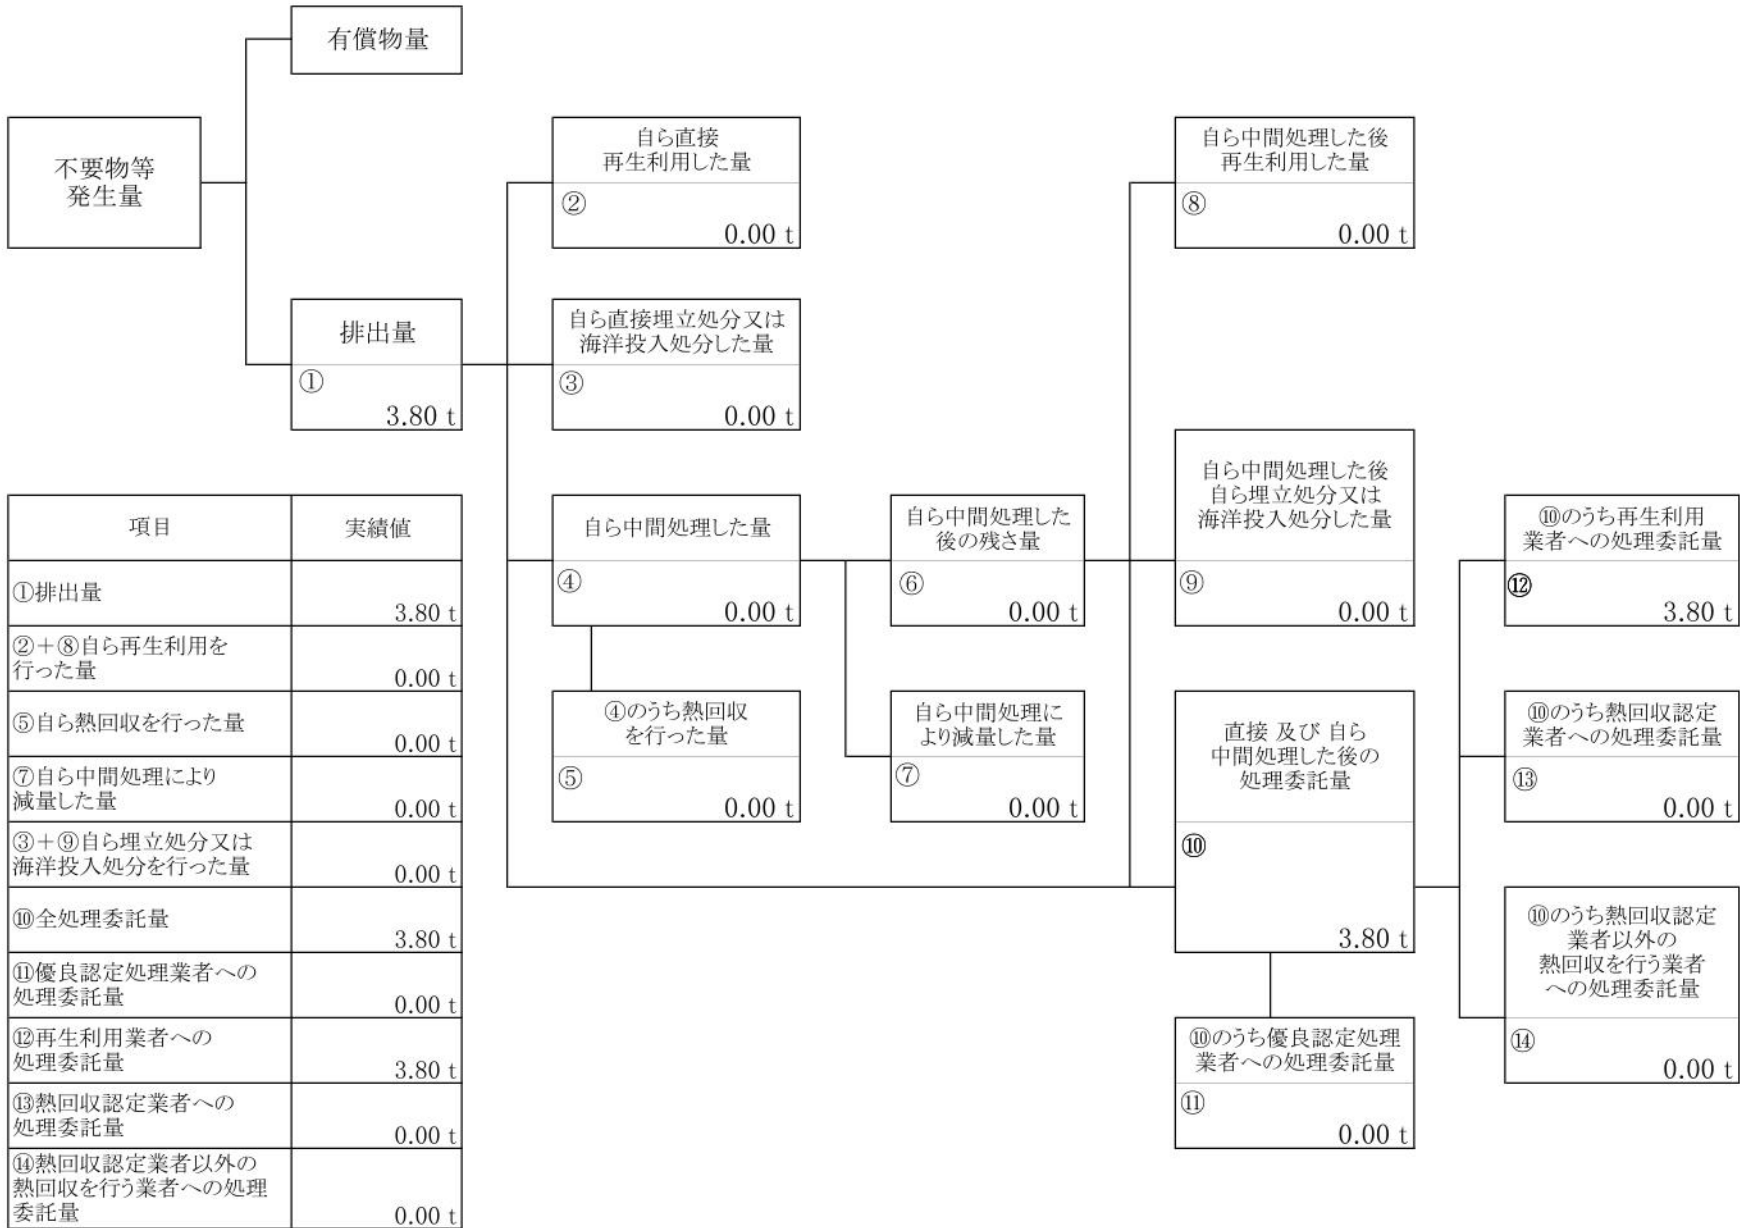 有償物量
不要物等
発生量
自ら直接
再生利用した量
②
0.00 t
自ら中間処理した後
再生利用した量
⑧
0.00 t
排出量
①
3.80 t
自ら直接埋立処分又は
海洋投入処分した量
③
0.00 t
自ら中間処理した量
④
0.00 t
自ら中間処理した
後の残さ量
⑥
0.00 t
自ら中間処理した後
自ら埋立処分又は
海洋投入処分した量
⑨
0.00 t
⑩のうち再生利用
業者への処理委託量
⑫
3.80 t
④のうち熱回収
を行った量
⑤
0.00 t
自ら中間処理に
より減量した量
⑦
0.00 t
直接 及び 自ら
中間処理した後の
処理委託量
⑩
3.80 t
⑩のうち熱回収認定
業者への処理委託量
⑬
0.00 t
⑩のうち熱回収認定
業者以外の
熱回収を行う業者
への処理委託量
⑭
0.00 t
⑩のうち優良認定処理
業者への処理委託量
⑪
0.00 t
項目 実績値
①排出量
3.80 t
②+⑧自ら再生利用を
行った量
0.00 t
⑤自ら熱回収を行った量
0.00 t
⑦自ら中間処理により
減量した量
0.00 t
③+⑨自ら埋立処分又は
海洋投入処分を行った量
0.00 t
⑩全処理委託量
3.80 t
⑪優良認定処理業者への
処理委託量
0.00 t
⑫再生利用業者への
処理委託量
3.80 t
⑬熱回収認定業者への
処理委託量
0.00 t
⑭熱回収認定業者以外の
熱回収を行う業者への処理
委託量
0.00 t